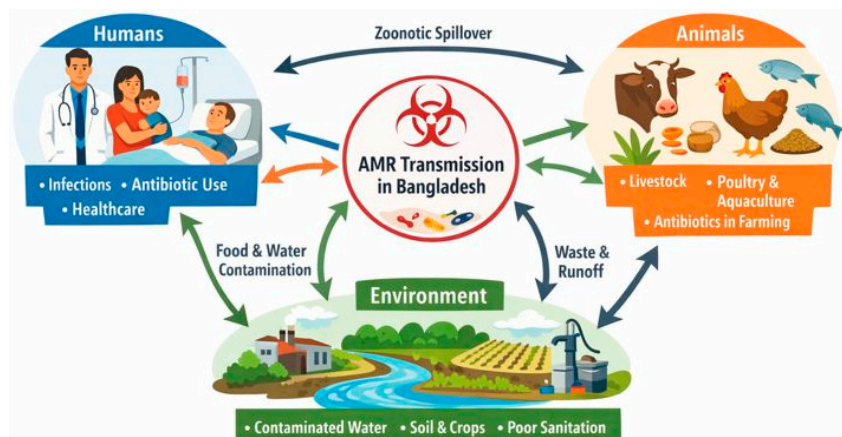 Humans
Zoonotic Spillover
Animals
AMR Transmission
in Bangladesh
• Infections • Antibiotic Use
• Healthcare
• Livestock • Poultry &
Aquaculture
• Antibiotics in Farming
Food & Water
Contamination
Waste &
Runoff
Environment
• Contaminated Water • Soil & Crops • Poor Sanitation